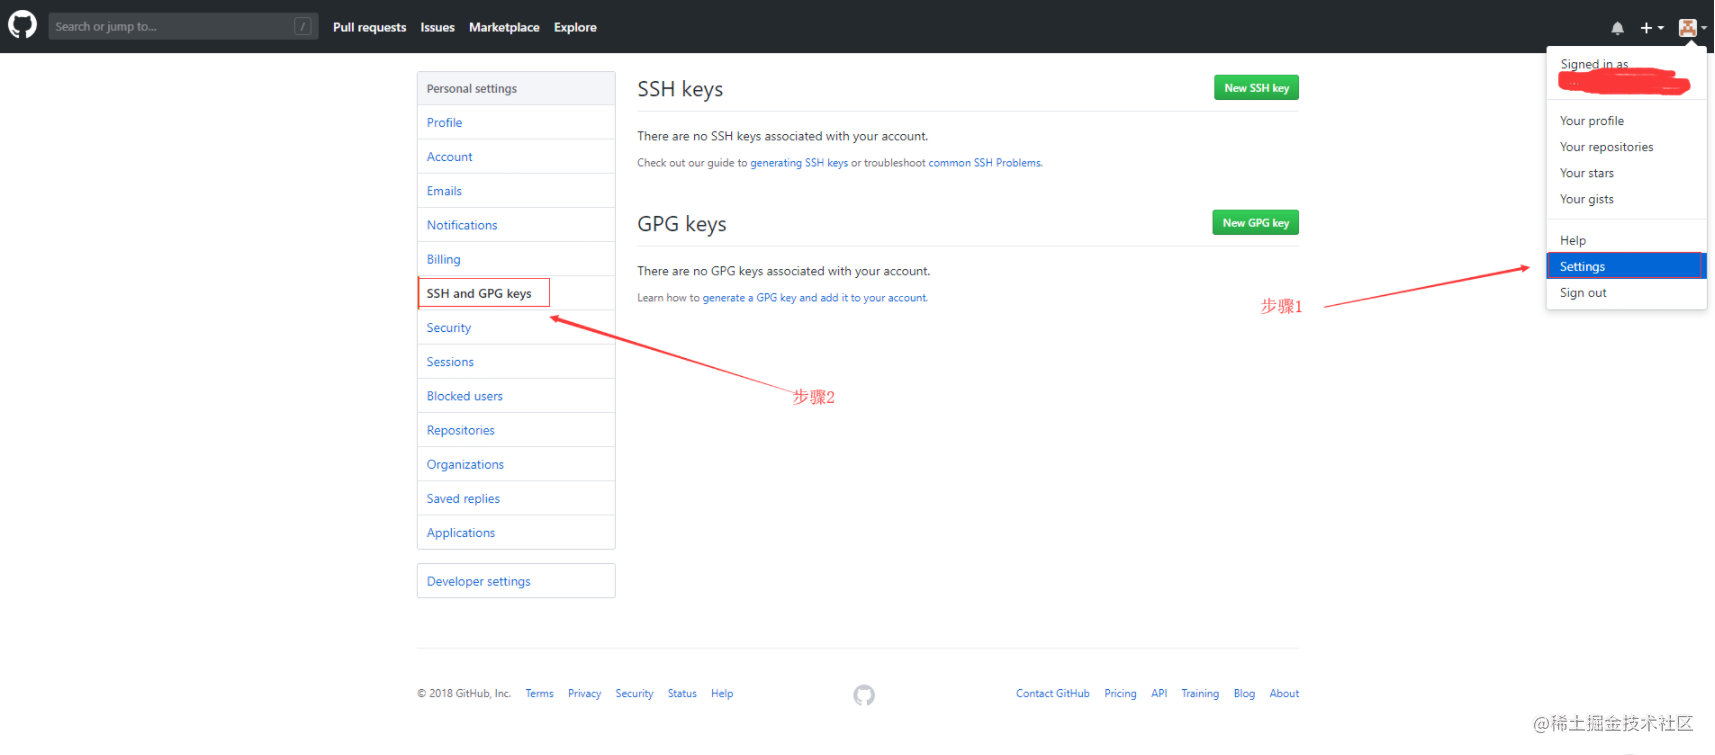 Search or jump to... / Pull requests Issues Marketplace Explore
Signed in as
Your profile
Your repositories
Your stars
Your gists
Help
Settings
Sign out
Personal settings
Profile
Account
Emails
Notifications
Billing
SSH and GPG keys
Security
Sessions
Blocked users
Repositories
Organizations
Saved replies
Applications
Developer settings
SSH keys
New SSH key
There are no SSH keys associated with your account.
Check out our guide to generating SSH keys or troubleshoot common SSH Problems.
GPG keys
New GPG key
There are no GPG keys associated with your account.
Learn how to generate a GPG key and add it to your account.
步骤1
步骤2
© 2018 GitHub, Inc. Terms Privacy Security Status Help
Contact GitHub Pricing API Training Blog About
@稀土掘金技术社区